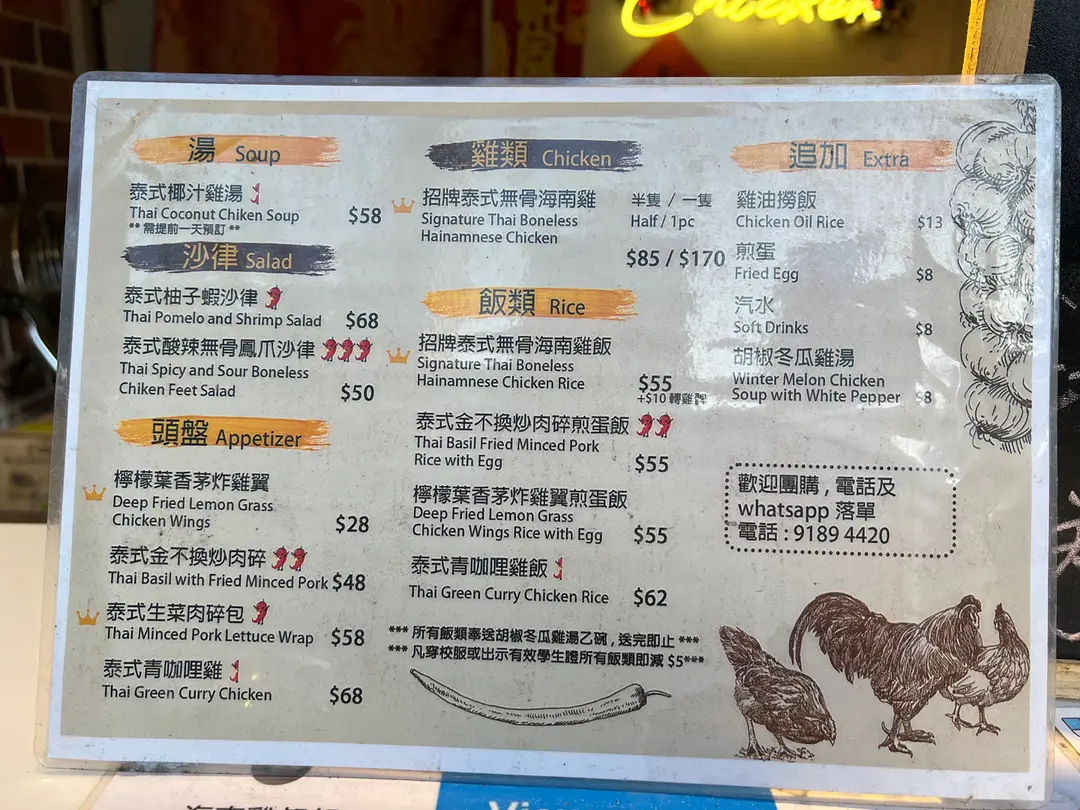 Chicken
湯 Soup
泰式椰汁雞湯
Thai Coconut Chiken Soup $58
** 需提前一天預訂 **
沙律 Salad
泰式柚子蝦沙律
Thai Pomelo and Shrimp Salad $68
泰式酸辣無骨鳳爪沙律
Thai Spicy and Sour Boneless
Chiken Feet Salad $50
頭盤 Appetizer
檸檬葉香茅炸雞翼
Deep Fried Lemon Grass
Chicken Wings $28
泰式金不換炒肉碎
Thai Basil with Fried Minced Pork $48
泰式生菜肉碎包
Thai Minced Pork Lettuce Wrap $58
泰式青咖哩雞
Thai Green Curry Chicken $68
雞類 Chicken
招牌泰式無骨海南雞 半隻 / 一隻
Signature Thai Boneless Half / 1pc
Hainamnese Chicken
$85 / $170
飯類 Rice
招牌泰式無骨海南雞飯
Signature Thai Boneless
Hainamnese Chicken Rice $55
+$10 轉雞髀
泰式金不換炒肉碎煎蛋飯
Thai Basil Fried Minced Pork
Rice with Egg $55
檸檬葉香茅炸雞翼煎蛋飯
Deep Fried Lemon Grass
Chicken Wings Rice with Egg $55
泰式青咖哩雞飯
Thai Green Curry Chicken Rice $62
*** 所有飯類奉送胡椒冬瓜雞湯乙碗 , 送完即止 ***
*** 凡穿校服或出示有效學生證所有飯類即減 $5***
追加 Extra
雞油撈飯
Chicken Oil Rice $13
煎蛋
Fried Egg $8
汽水
Soft Drinks $8
胡椒冬瓜雞湯
Winter Melon Chicken
Soup with White Pepper $8
歡迎團購 , 電話及
whatsapp 落單
電話 : 9189 4420